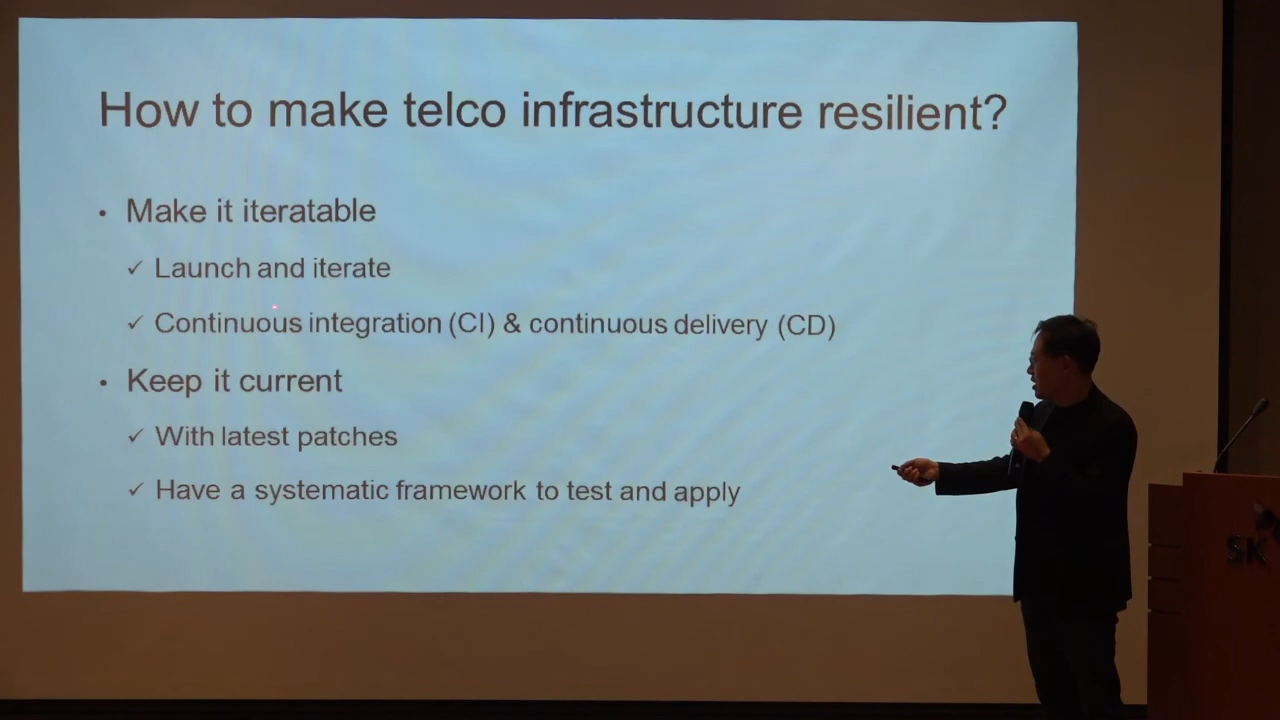 How to make telco infrastructure resilient?
• Make it iteratable
✓ Launch and iterate
✓ Continuous integration (CI) & continuous delivery (CD)
• Keep it current
✓ With latest patches
✓ Have a systematic framework to test and apply
SK